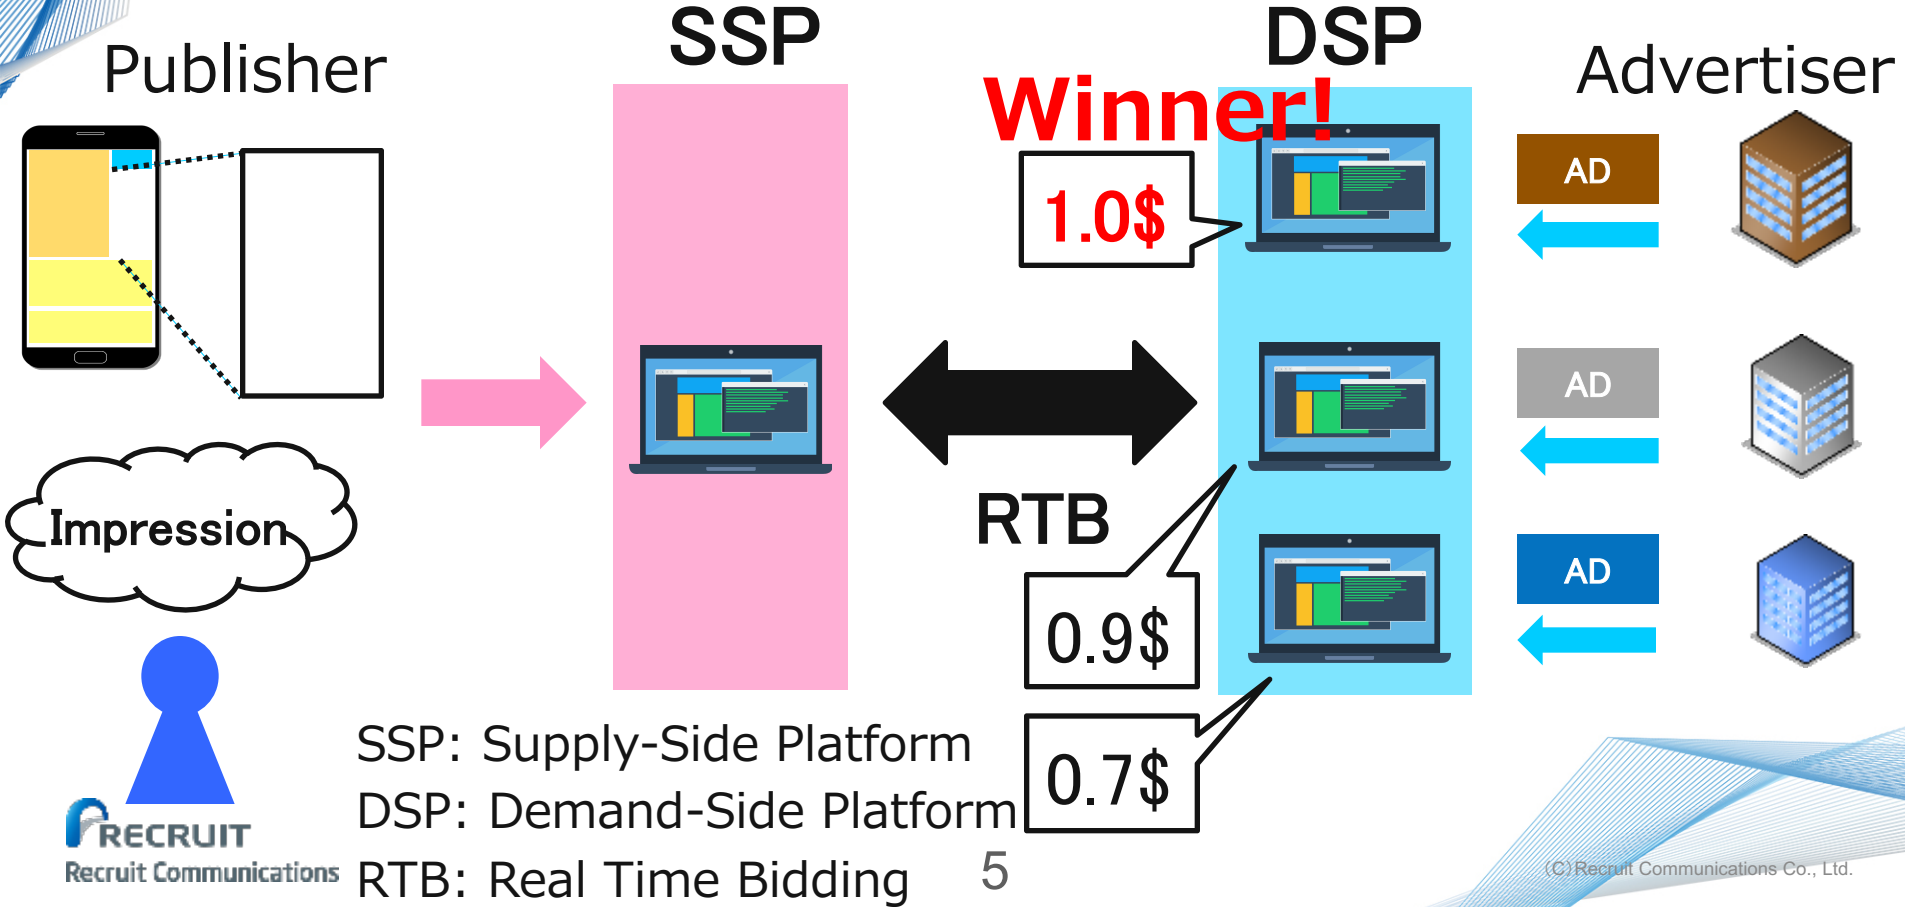 Publisher
SSP
DSP
Advertiser
Winner!
1.0$
AD
AD
AD
Impression
RTB
0.9$
0.7$
SSP: Supply-Side Platform
DSP: Demand-Side Platform
RTB: Real Time Bidding
RECRUIT
Recruit Communications
5
(C)Recruit Communications Co., Ltd.